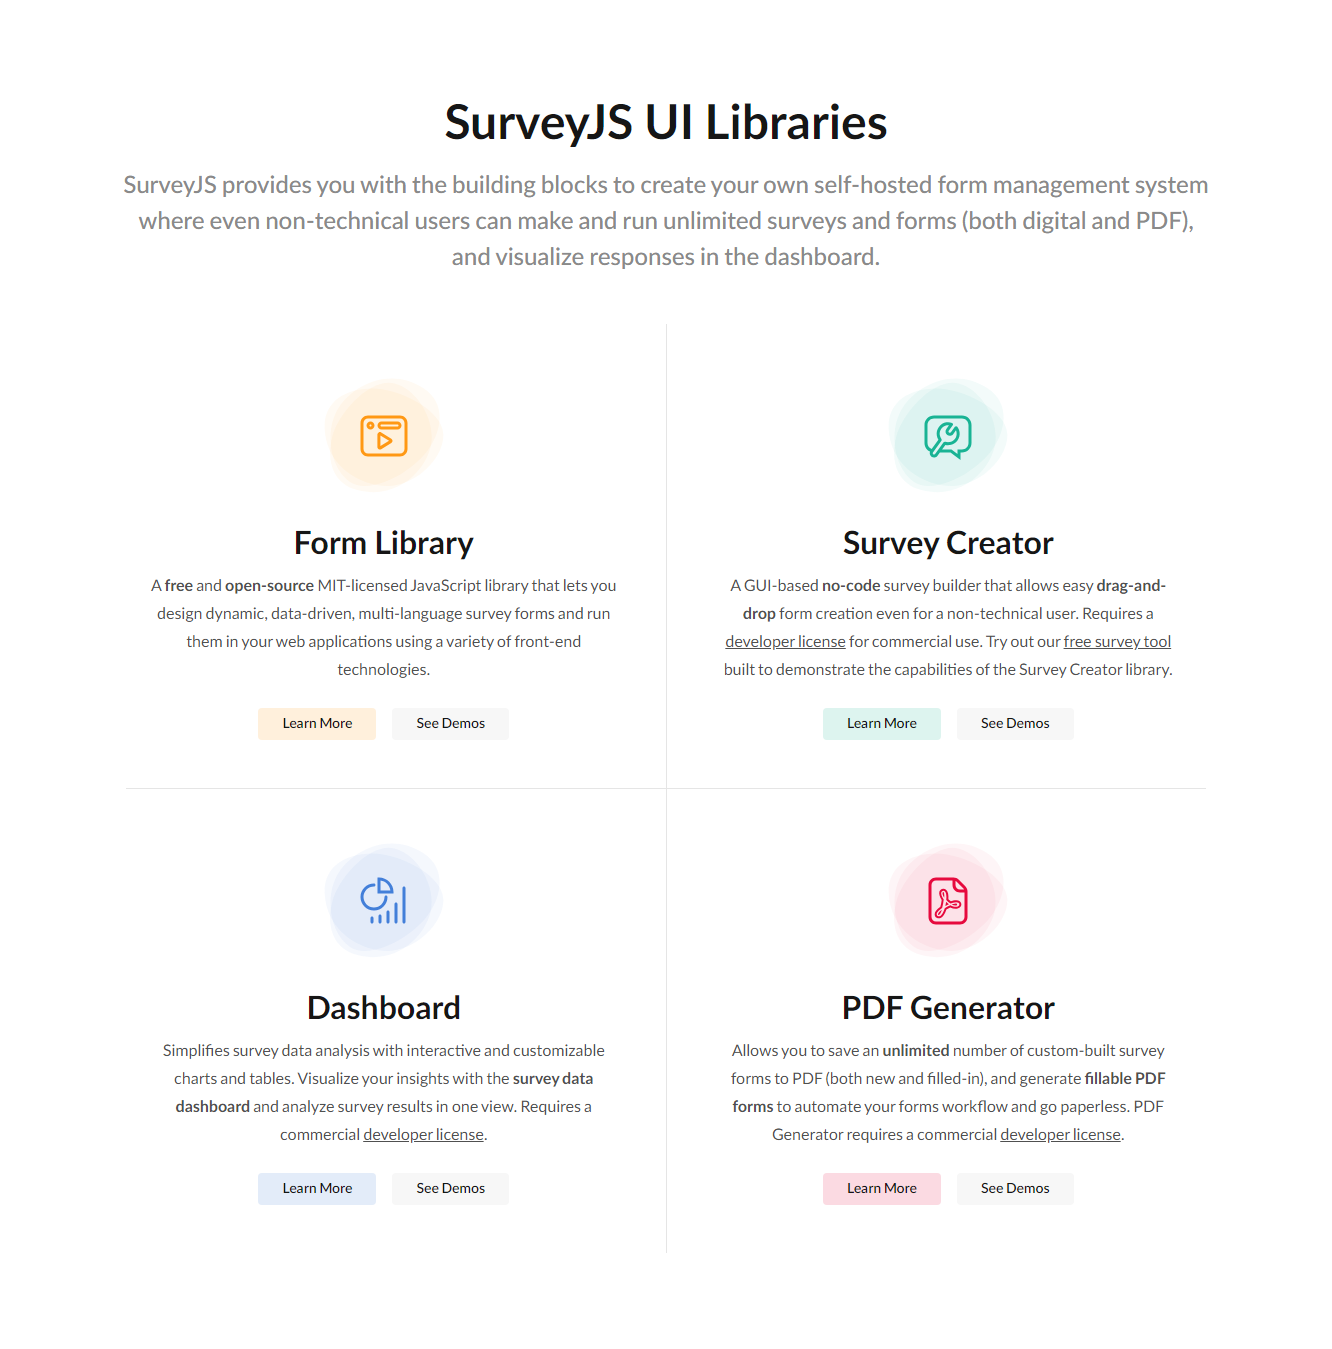 SurveyJS UI Libraries
SurveyJS provides you with the building blocks to create your own self-hosted form management system
where even non-technical users can make and run unlimited surveys and forms (both digital and PDF),
and visualize responses in the dashboard.
Form Library
A free and open-source MIT-licensed JavaScript library that lets you
design dynamic, data-driven, multi-language survey forms and run
them in your web applications using a variety of front-end
technologies.
Learn More
See Demos
Survey Creator
A GUI-based no-code survey builder that allows easy drag-and-
drop form creation even for a non-technical user. Requires a
developer license for commercial use. Try out our free survey tool
built to demonstrate the capabilities of the Survey Creator library.
Learn More
See Demos
Dashboard
Simplifies survey data analysis with interactive and customizable
charts and tables. Visualize your insights with the survey data
dashboard and analyze survey results in one view. Requires a
commercial developer license.
Learn More
See Demos
PDF Generator
Allows you to save an unlimited number of custom-built survey
forms to PDF (both new and filled-in), and generate fillable PDF
forms to automate your forms workflow and go paperless. PDF
Generator requires a commercial developer license.
Learn More
See Demos